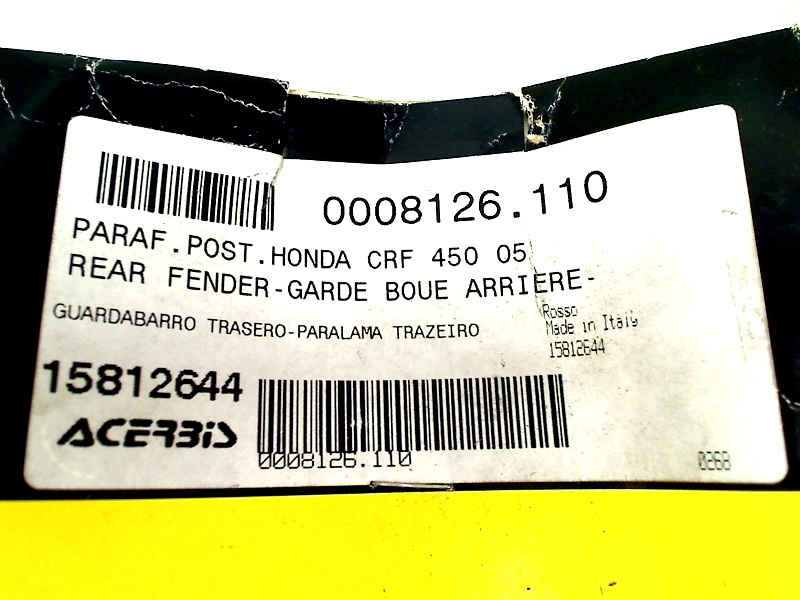 0008126.110
PARAF.POST.HONDA CRF 450 05
REAR FENDER-GARDE BOUE ARRIERE-
GUARDABARRO TRASERO-PARALAMA TRAZEIRO
Rosso
Made in Italy
15812644
15812644
ACERBIS
0008126.110
0268